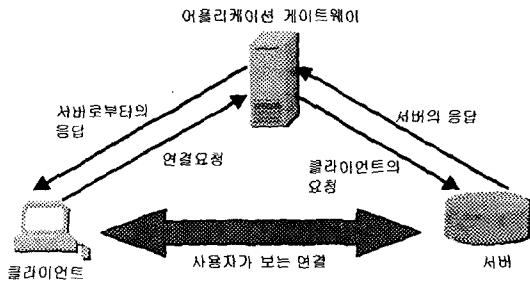 어플리케이션 게이트웨이
서버로부터의
응답
연결요청
서버의 응답
클라이언트의
요청
사용자가 보는 연결
클라이언트
서버